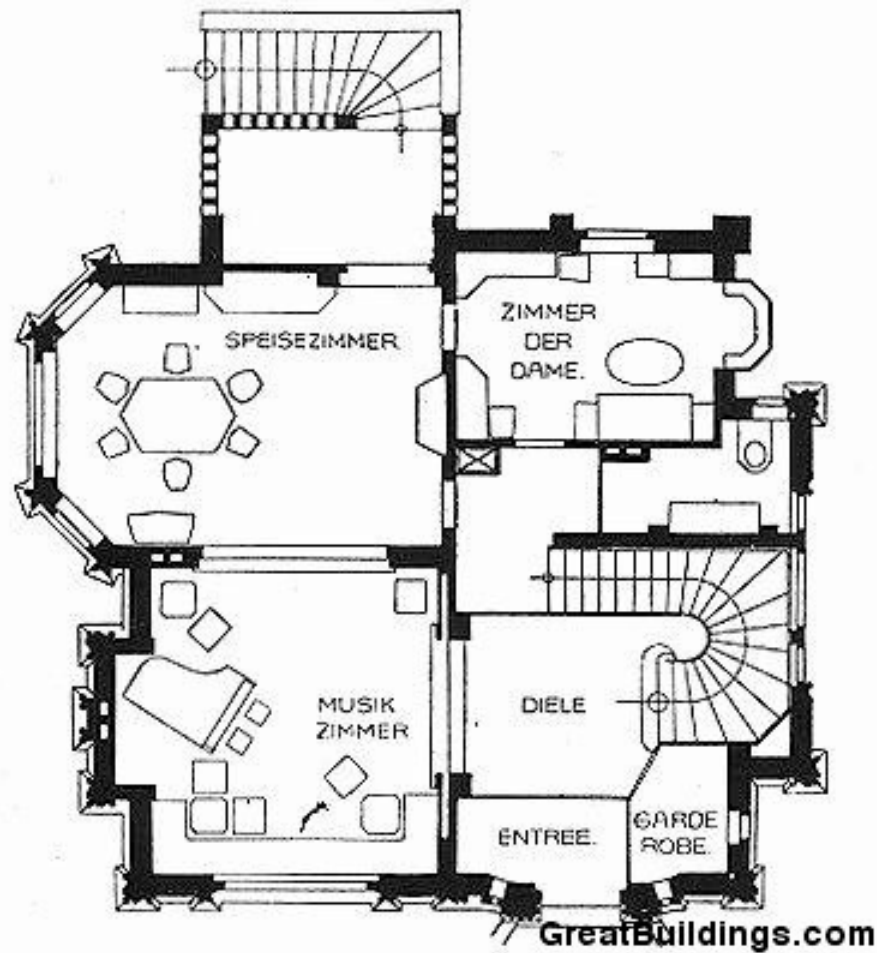 ZIMMER
DER
DAME.
SPEISEZIMMER.
MUSIK
ZIMMER
DIELE
ENTREE.
GARDE
ROBE.
GreatBuildings.com